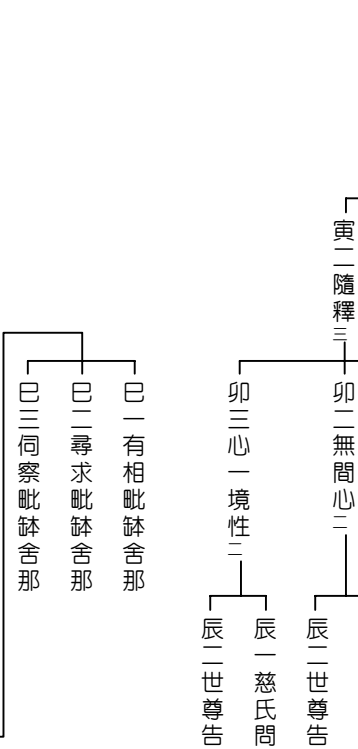 寅二隨釋三
卯二無間心二
辰二世尊告
卯三心一境性二
辰一慈氏問
辰二世尊告
巳一有相毗缽舍那
巳二尋求毗缽舍那
巳三伺察毗缽舍那